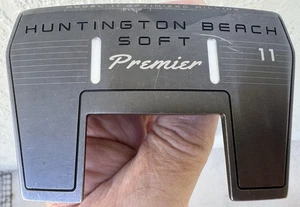 HUNTINGTON BEACH
SOFT
Premier
11